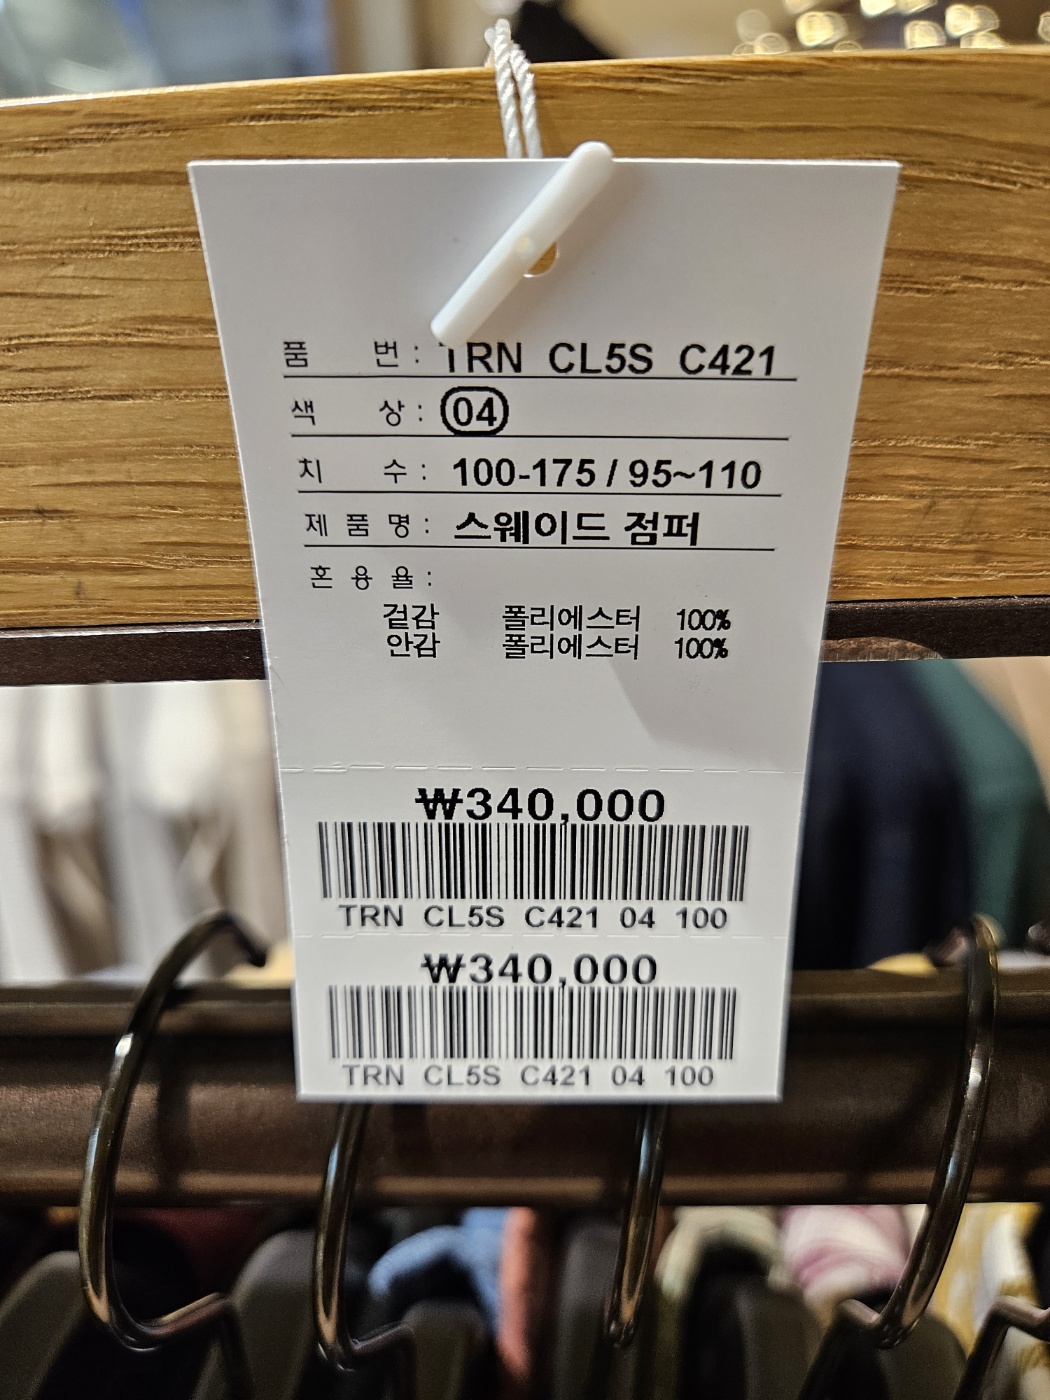 품 번 : TRN CL5S C421
색 상 : 04
치 수 : 100-175 / 95~110
제 품 명 : 스웨이드 점퍼
혼 용 율 :
겉감 폴리에스터 100%
안감 폴리에스터 100%
₩340,000
TRN CL5S C421 04 100
₩340,000
TRN CL5S C421 04 100